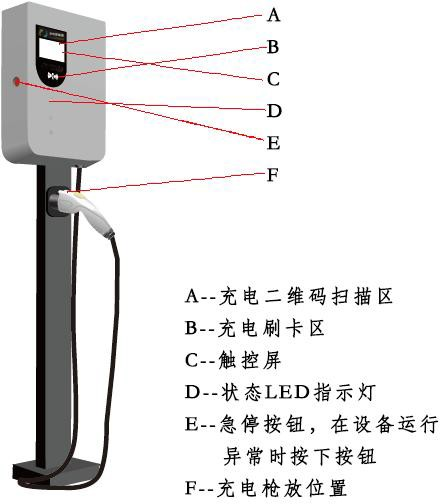 A
B
C
D
E
F
A--充电二维码扫描区
B--充电刷卡区
C--触控屏
D--状态LED指示灯
E--急停按钮，在设备运行
异常时按下按钮
F--充电枪放位置